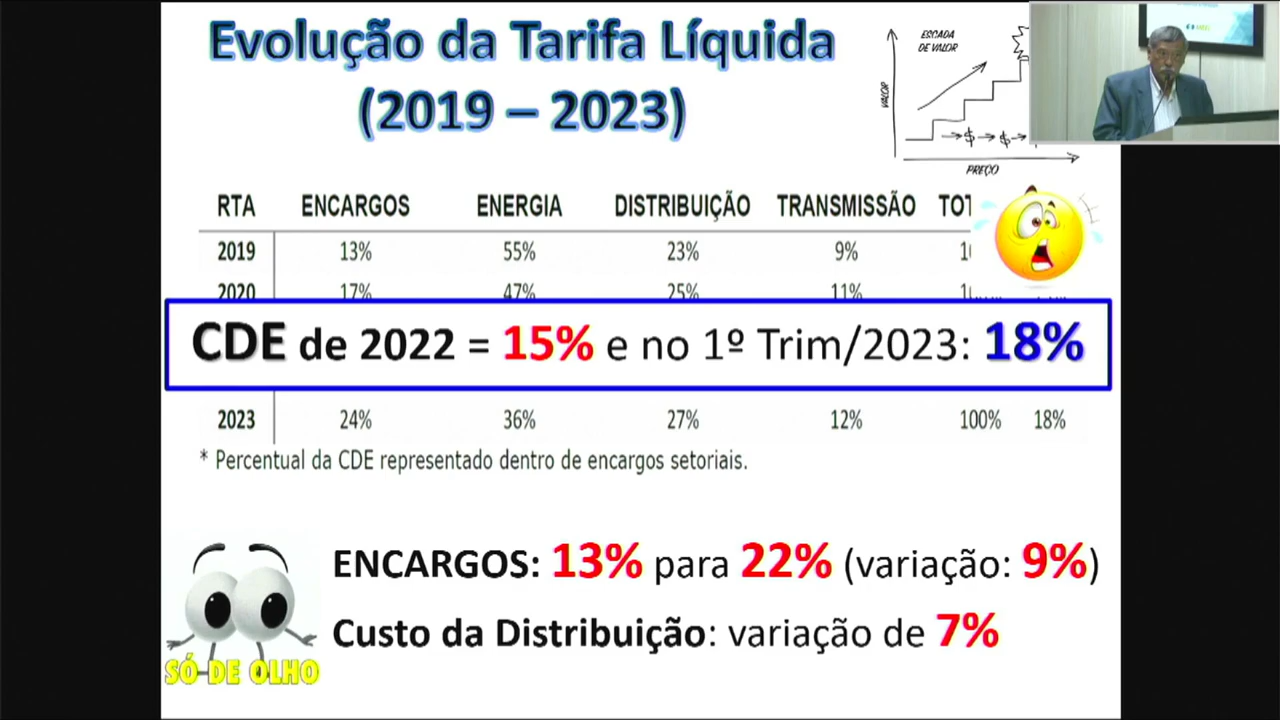 Evolução da Tarifa Líquida
(2019 – 2023)
ESCADA
DE VALOR
VALOR
$ $
PREÇO
RTA ENCARGOS ENERGIA DISTRIBUIÇÃO TRANSMISSÃO
2019 13% 55% 23% 9%
2020 17% 47% 25% 11%
CDE de 2022 = 15% e no 1º Trim/2023: 18%
2023 24% 36% 27% 12% 100% 18%
* Percentual da CDE representado dentro de encargos setoriais.
ENCARGOS: 13% para 22% (variação: 9%)
Custo da Distribuição: variação de 7%
SÓ DE OLHO